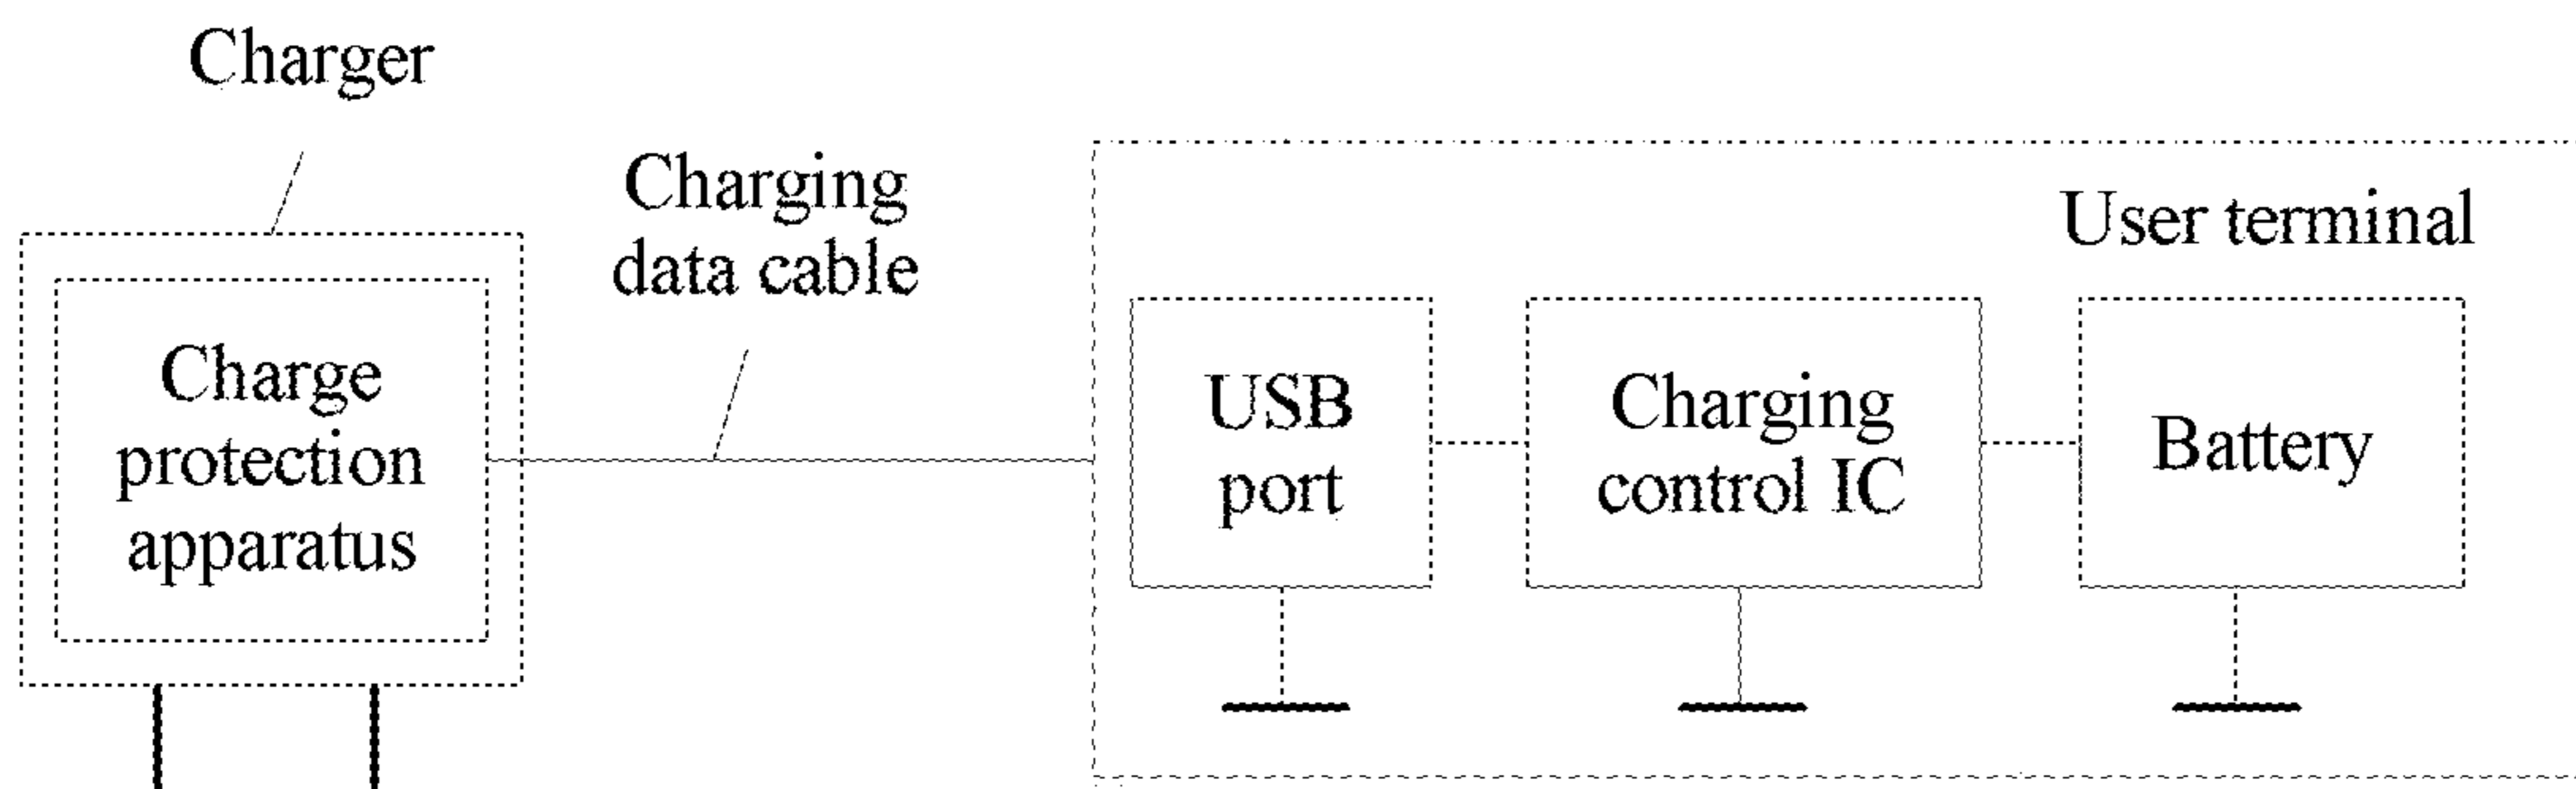 Charger
Charging
data cable
User terminal
Charge
protection
apparatus
USB
port
Charging
control IC
Battery